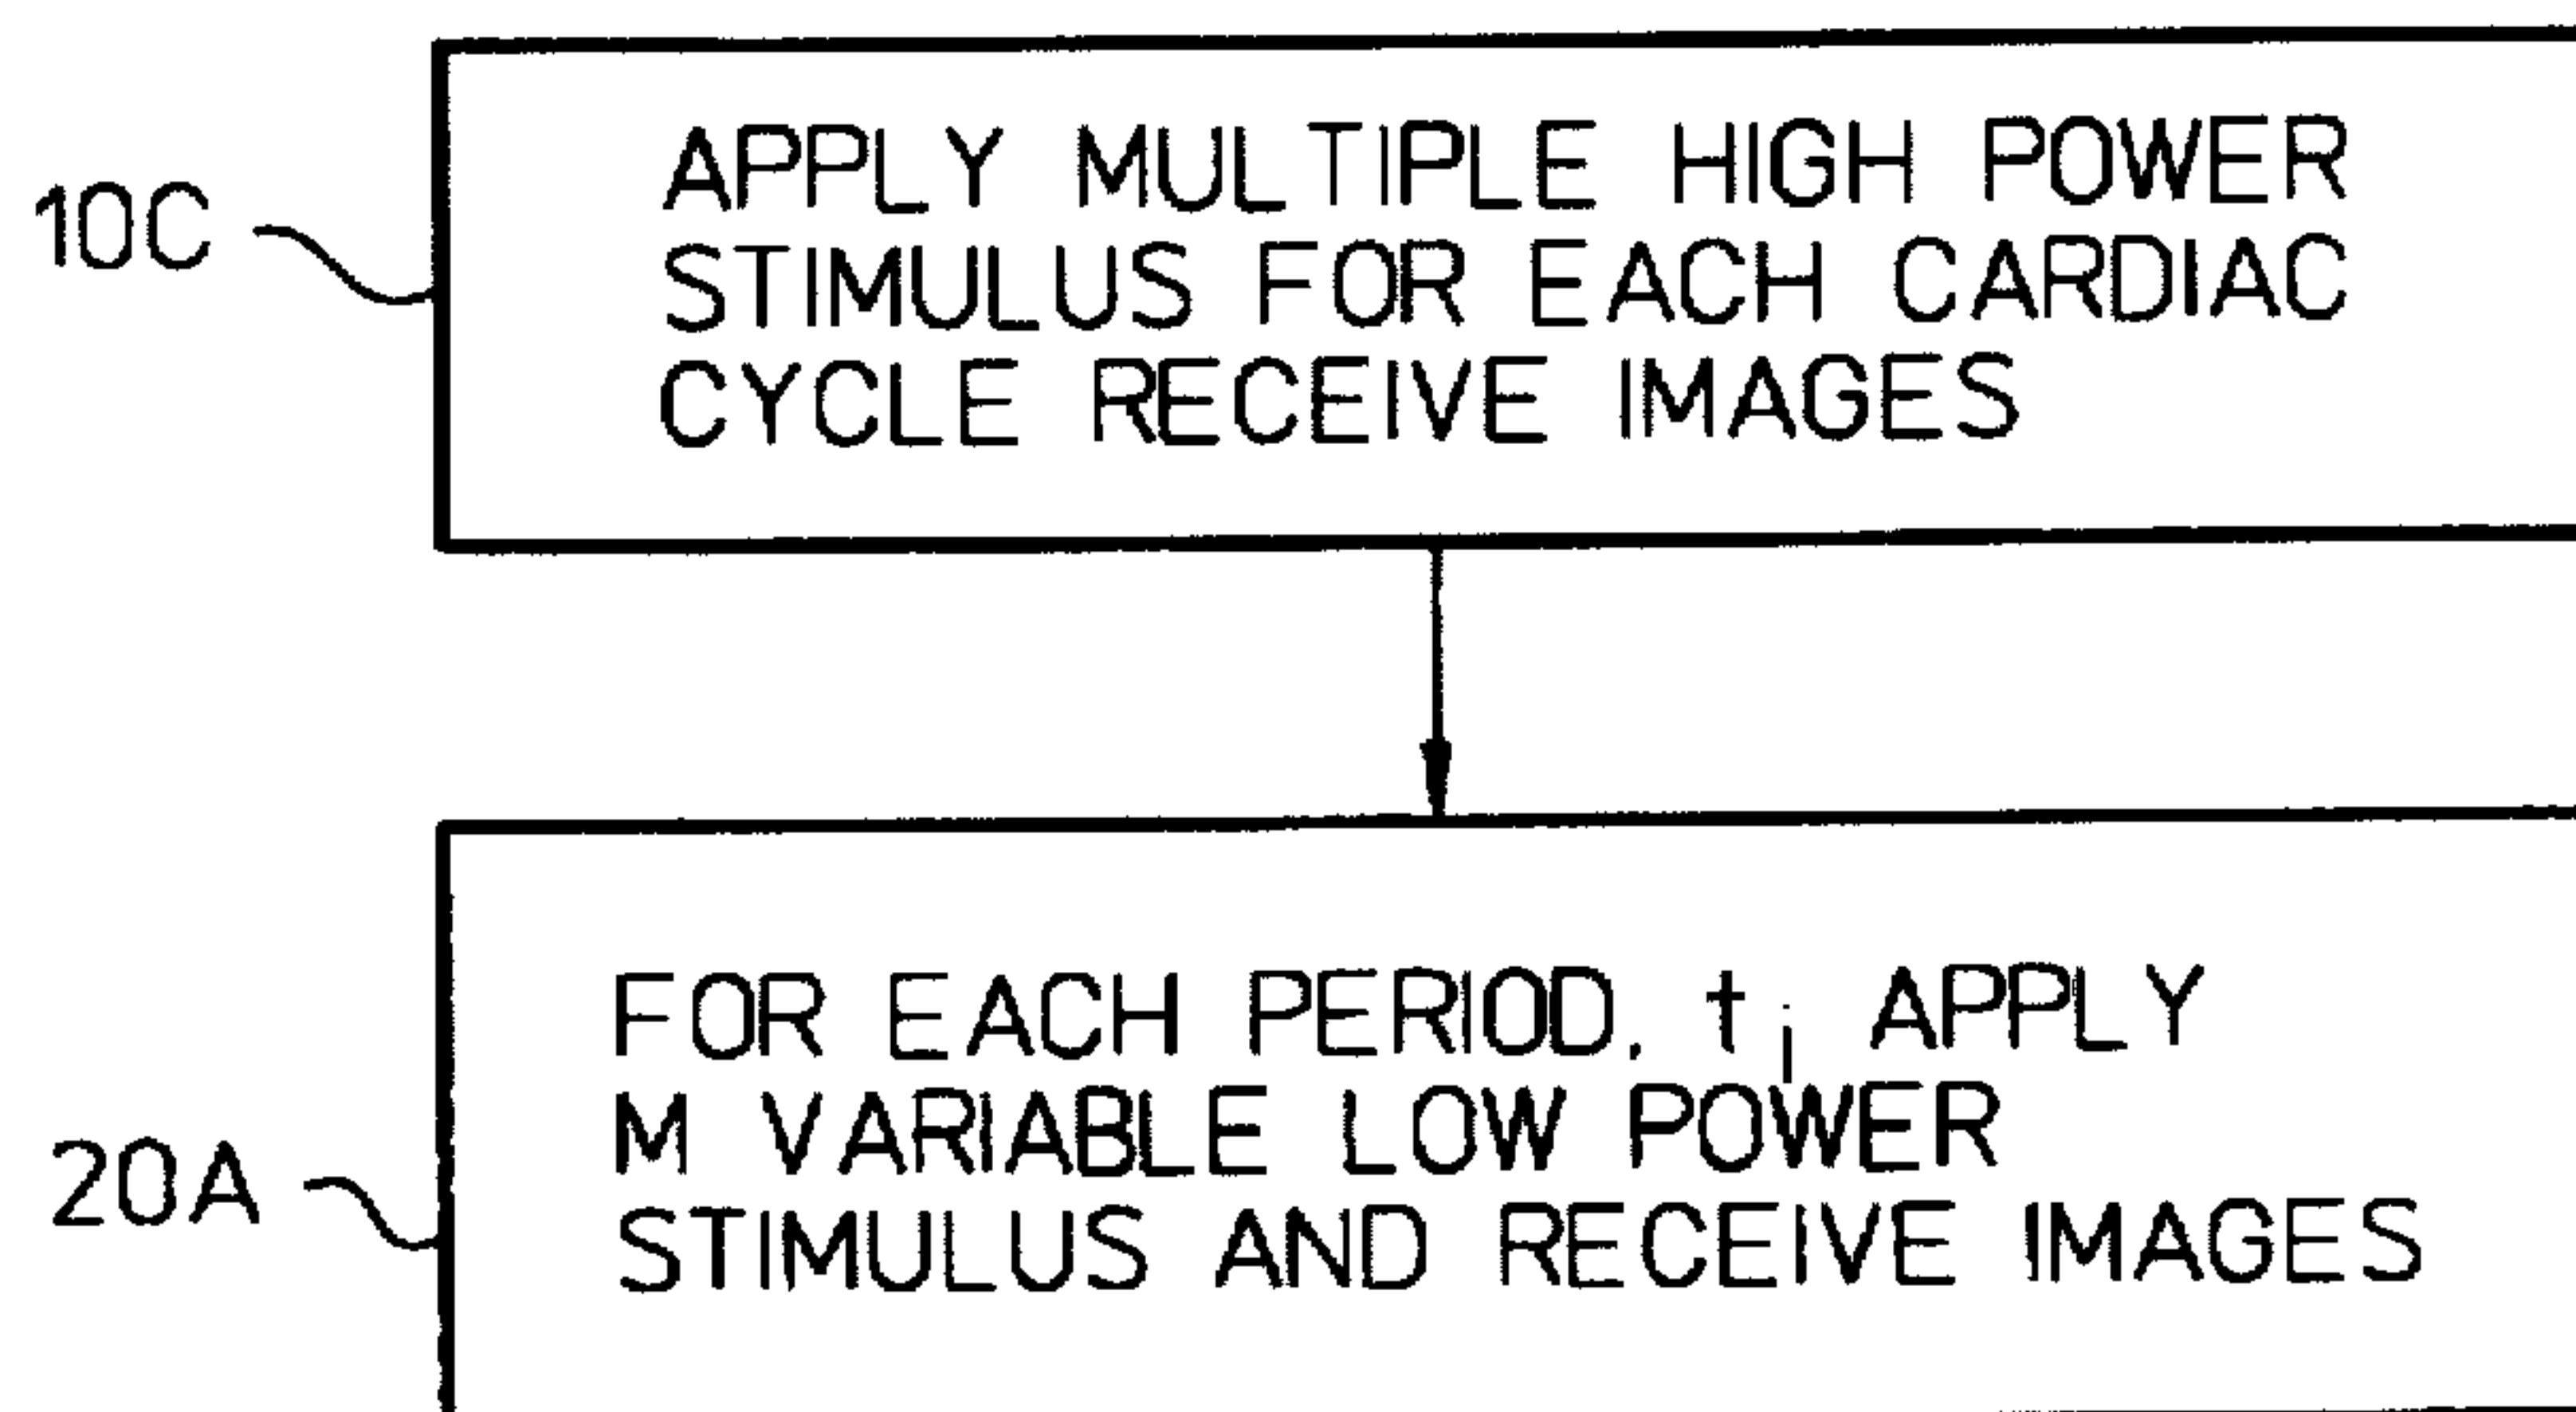 10C
APPLY MULTIPLE HIGH POWER
STIMULUS FOR EACH CARDIAC
CYCLE RECEIVE IMAGES
20A
FOR EACH PERIOD, tᵢ APPLY
M VARIABLE LOW POWER
STIMULUS AND RECEIVE IMAGES